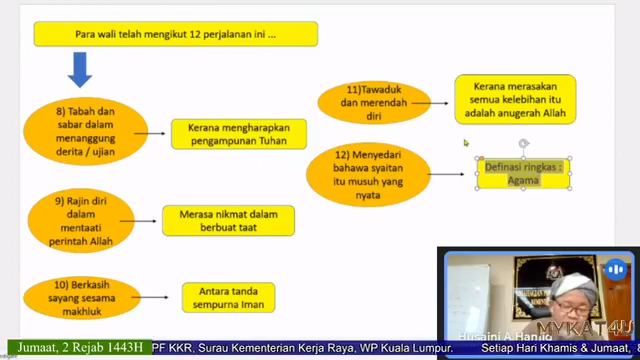 Para wali telah mengikut 12 perjalanan ini ...
8) Tabah dan
sabar dalam
menanggung
derita / ujian
Kerana mengharapkan
pengampunan Tuhan
9) Rajin diri
dalam
mentaati
perintah Allah
Merasa nikmat dalam
berbuat taat
10) Berkasih
sayang sesama
makhluk
Antara tanda
sempurna Iman
11)Tawaduk
dan merendah
diri
Kerana merasakan
semua kelebihan itu
adalah anugerah Allah
12) Menyedari
bahawa syaitan
itu musuh yang
nyata
Definasi ringkas :
Agama
Husaini A.Hanip
MYKAT4U
Jumaat, 2 Rejab 1443H
PF KKR, Surau Kementerian Kerja Raya, WP Kuala Lumpur.
Setiap Hari Khamis & Jumaat,